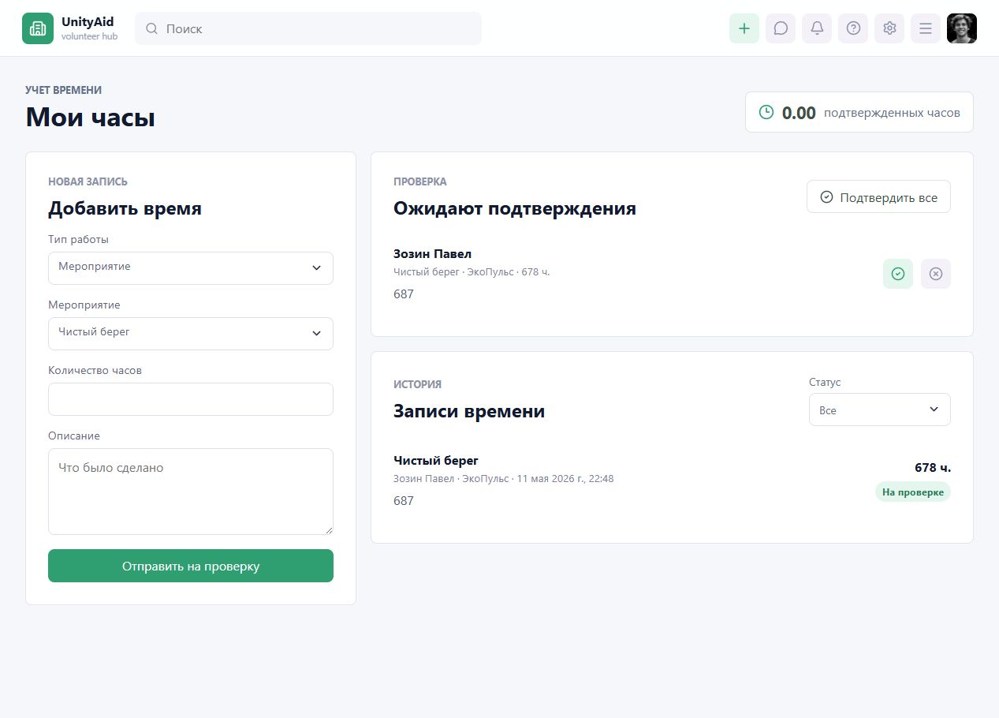 UnityAid
volunteer hub
Поиск
УЧЕТ ВРЕМЕНИ
Мои часы
0.00 подтвержденных часов
НОВАЯ ЗАПИСЬ
Добавить время
Тип работы
Мероприятие
Мероприятие
Чистый берег
Количество часов
Описание
Что было сделано
Отправить на проверку
ПРОВЕРКА
Ожидают подтверждения
Подтвердить все
Зозин Павел
Чистый берег · ЭкоПульс · 678 ч.
687
ИСТОРИЯ
Записи времени
Статус
Все
Чистый берег
Зозин Павел · ЭкоПульс · 11 мая 2026 г., 22:48
687
678 ч.
На проверке